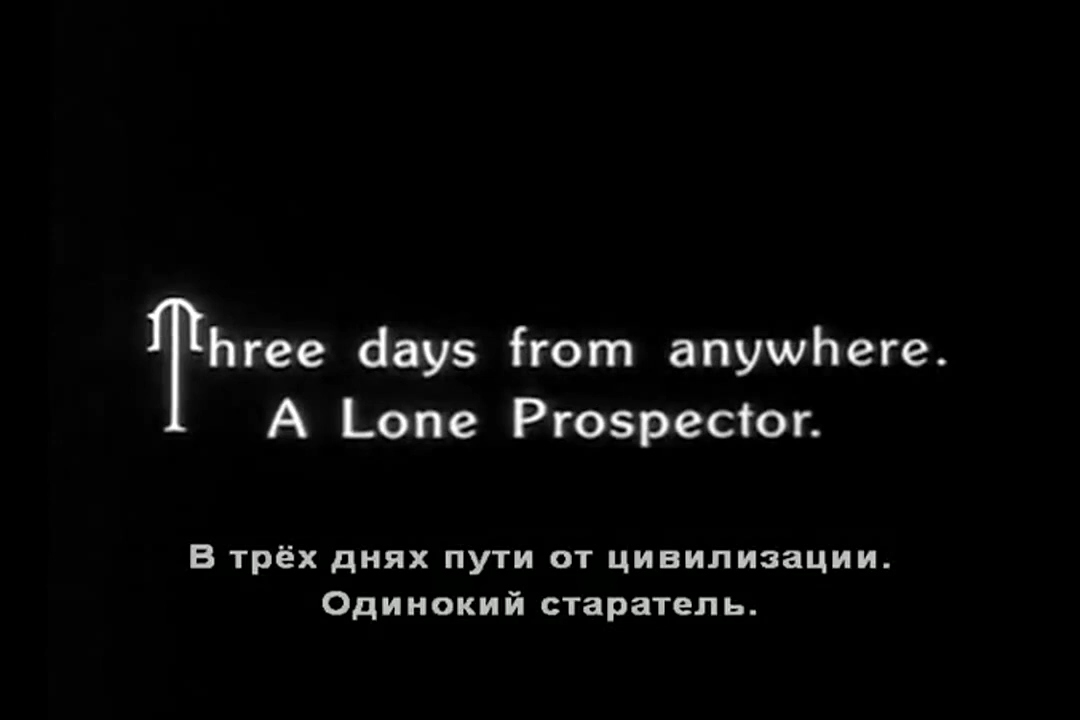 Three days from anywhere.
A Lone Prospector.
В трёх днях пути от цивилизации.
Одинокий старатель.